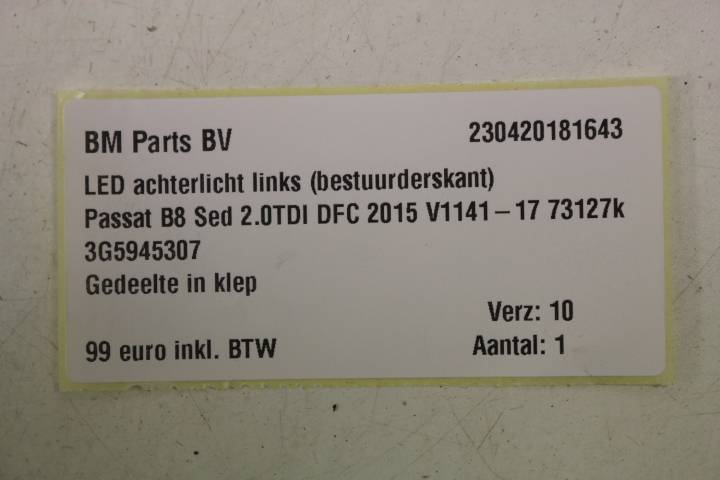 BM Parts BV 230420181643
LED achterlicht links (bestuurderskant)
Passat B8 Sed 2.0TDI DFC 2015 V1141-17 73127k
3G5945307
Gedeelte in klep
Verz: 10
99 euro inkl. BTW Aantal: 1